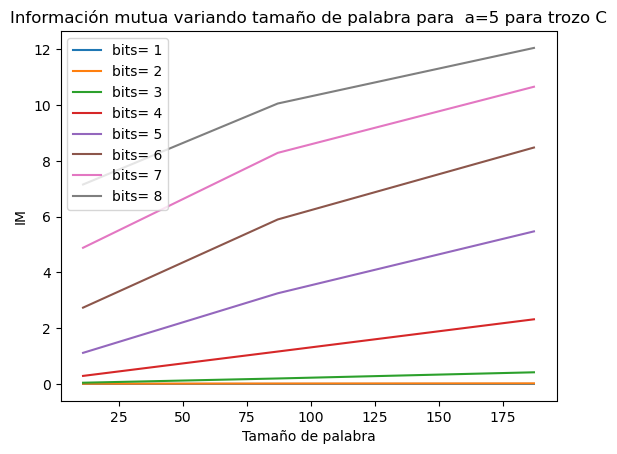 Información mutua variando tamaño de palabra para  a=5 para trozo C
12
10
8
6
4
2
0
IM
bits= 1
bits= 2
bits= 3
bits= 4
bits= 5
bits= 6
bits= 7
bits= 8
25 50 75 100 125 150 175
Tamaño de palabra